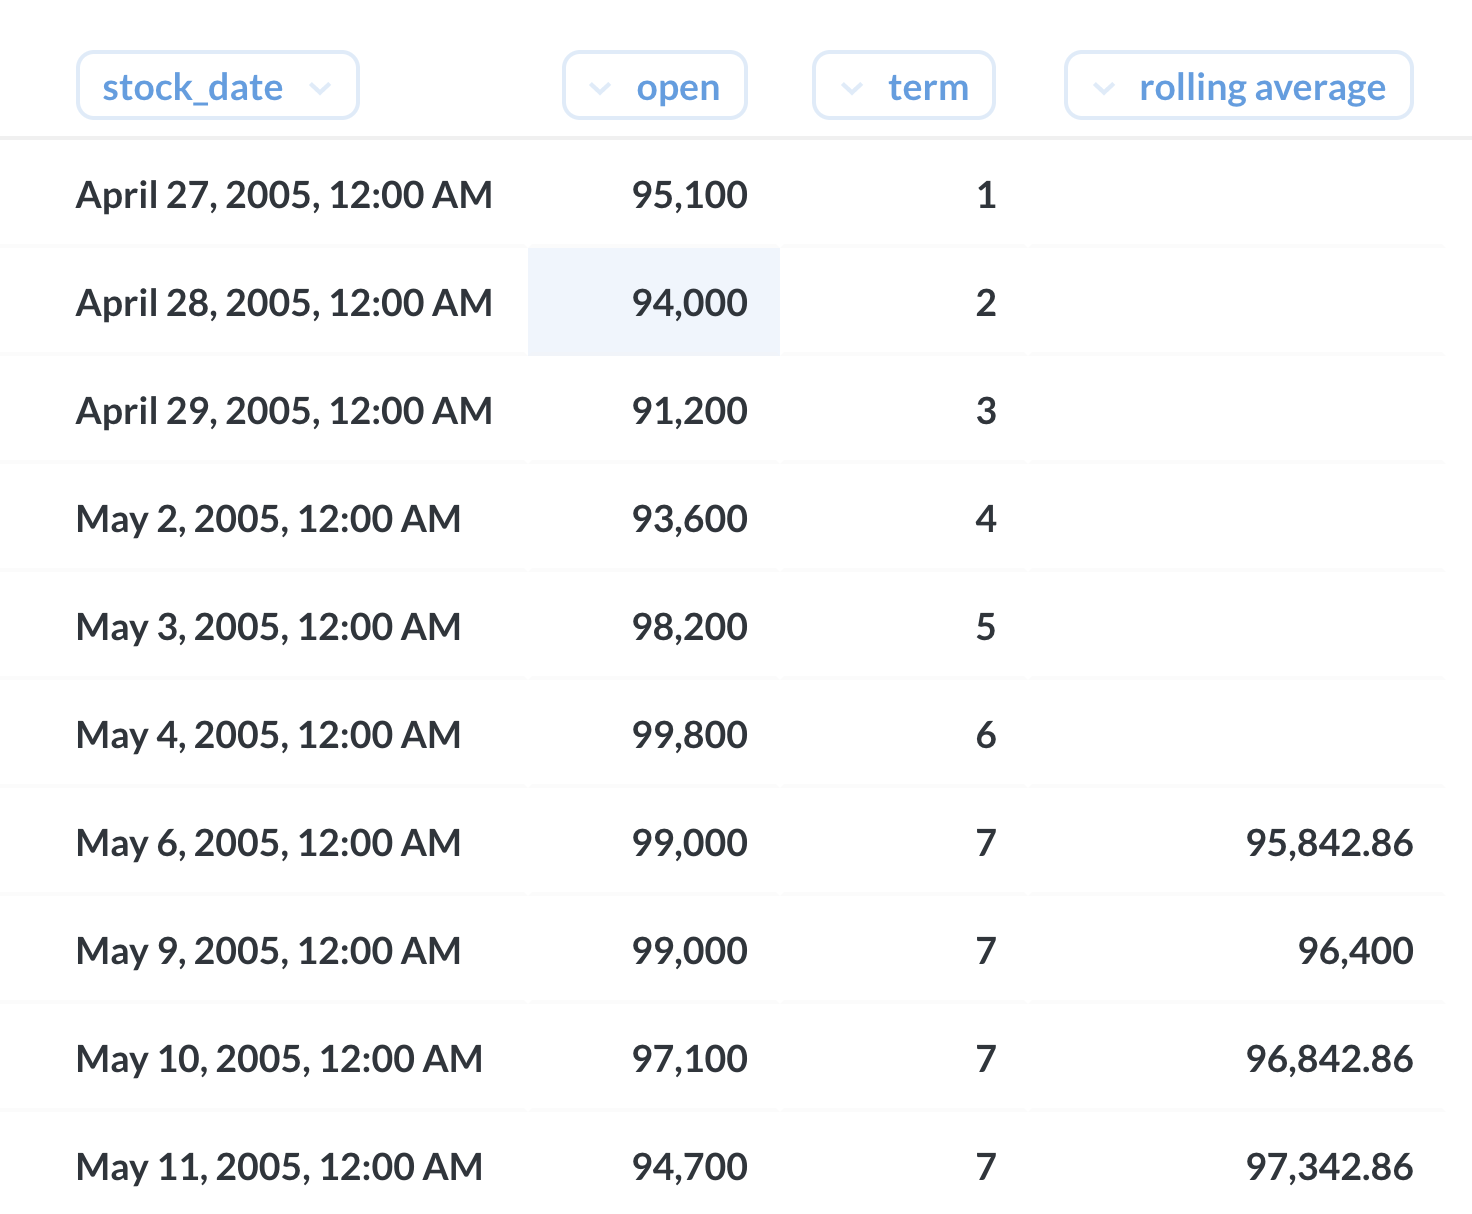 stock_date open term rolling average
April 27, 2005, 12:00 AM 95,100 1
April 28, 2005, 12:00 AM 94,000 2
April 29, 2005, 12:00 AM 91,200 3
May 2, 2005, 12:00 AM 93,600 4
May 3, 2005, 12:00 AM 98,200 5
May 4, 2005, 12:00 AM 99,800 6
May 6, 2005, 12:00 AM 99,000 7 95,842.86
May 9, 2005, 12:00 AM 99,000 7 96,400
May 10, 2005, 12:00 AM 97,100 7 96,842.86
May 11, 2005, 12:00 AM 94,700 7 97,342.86